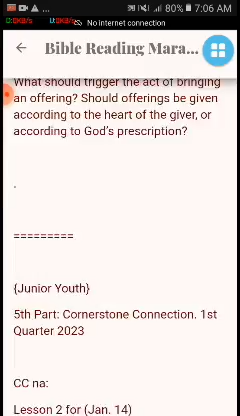 0:0KB/s U:0KB/s 80% 7:06 AM
No internet connection
Bible Reading Mara...
What should trigger the act of bringing
an offering? Should offerings be given
according to the heart of the giver, or
according to God's prescription?
.
=========
{Junior Youth}
5th Part: Cornerstone Connection. 1st
Quarter 2023
CC na:
Lesson 2 for (Jan. 14)